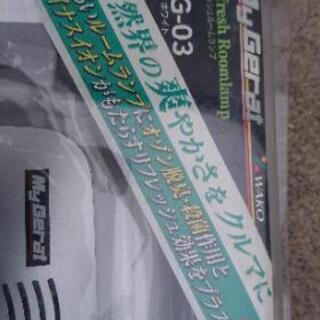 My Gerat
Fresh Roomlamp
WAKO
G-03
ホワイト
然界の爽やかさをクルマに
いルームランプにオゾン脱臭・殺菌作用と
イナスイオンがもたらすリフレッシュ効果をプラス
My Gerat